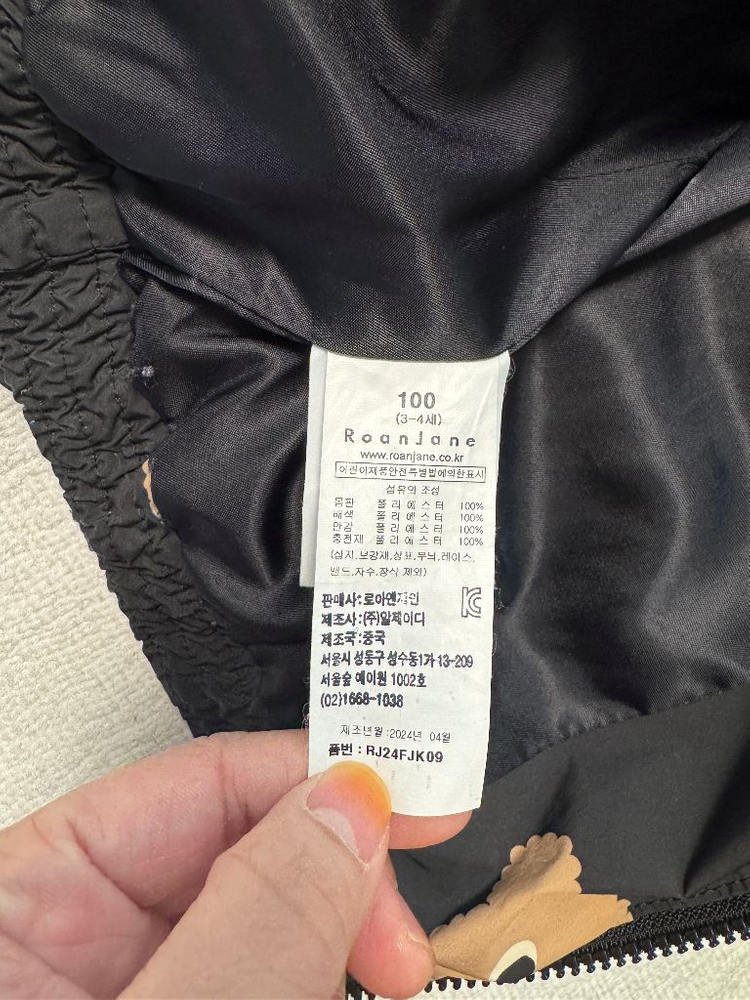 100
(3-4세)
RoanJane
www.roanjane.co.kr
어린이제품안전특별법에의한표시
섬유의 조성
몸판 폴리에스터 100%
배색 폴리에스터 100%
안감 폴리에스터 100%
충전재 폴리에스터 100%
(심지,보강재,상표,무늬,레이스,
밴드,자수,장식 제외)
판매사:로아앤제인
제조사:(주)알제이디
제조국:중국
서울시 성동구 성수동1가 13-209
서울숲 에이원 1002호
(02)1668-1038
제조년월:2024년 04월
품번 : RJ24FJK09